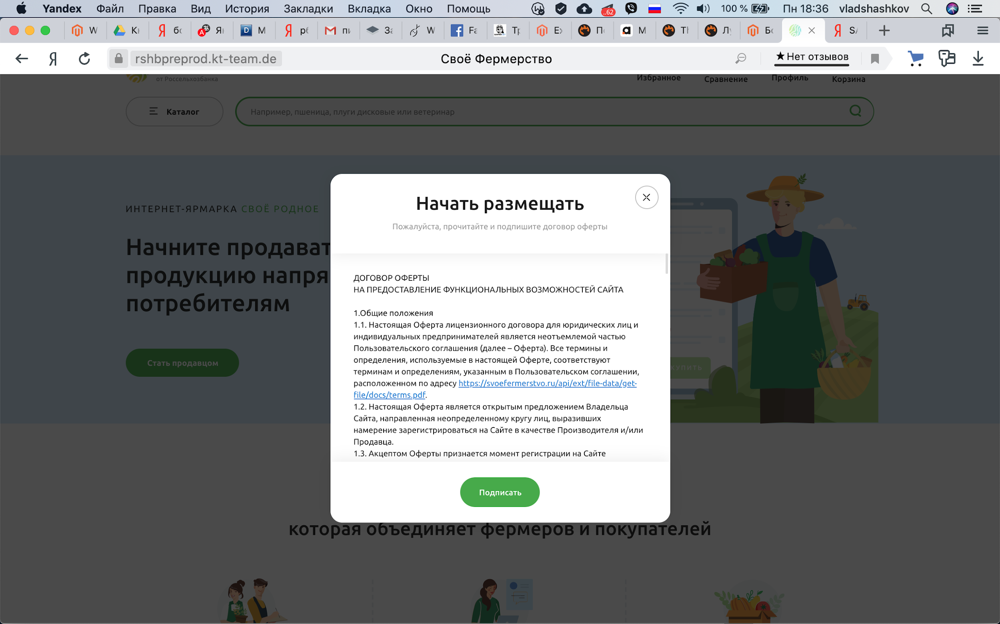 Yandex Файл Правка Вид История Закладки Вкладка Окно Помощь ..62 100 % Пн 18:36 vladshashkov
W Я A D М Я М W Fa М Я
rshbpreprod.kt-team.de Своё Фермерство ★ Нет отзывов
от Россельхозбанка Избранное Сравнение Профиль Корзина
Каталог Например, пшеница, плуги дисковые или ветеринар
ИНТЕРНЕТ-ЯРМАРКА СВОЁ РОДНОЕ
Начните продават
продукцию напря
потребителям
Стать продавцом
Начать размещать
Пожалуйста, прочитайте и подпишите договор оферты
ДОГОВОР ОФЕРТЫ
НА ПРЕДОСТАВЛЕНИЕ ФУНКЦИОНАЛЬНЫХ ВОЗМОЖНОСТЕЙ САЙТА
1.Общие положения
1.1. Настоящая Оферта лицензионного договора для юридических лиц и
индивидуальных предпринимателей является неотъемлемой частью
Пользовательского соглашения (далее – Оферта). Все термины и
определения, используемые в настоящей Оферте, соответствуют
терминам и определениям, указанным в Пользовательском соглашении,
расположенном по адресу https://svoefermerstvo.ru/api/ext/file-data/get-
file/docs/terms.pdf.
1.2. Настоящая Оферта является открытым предложением Владельца
Сайта, направленная неопределенному кругу лиц, выразивших
намерение зарегистрироваться на Сайте в качестве Производителя и/или
Продавца.
1.3. Акцептом Оферты признается момент регистрации на Сайте
Подписать
КУПИТЬ
которая объединяет фермеров и покупателей